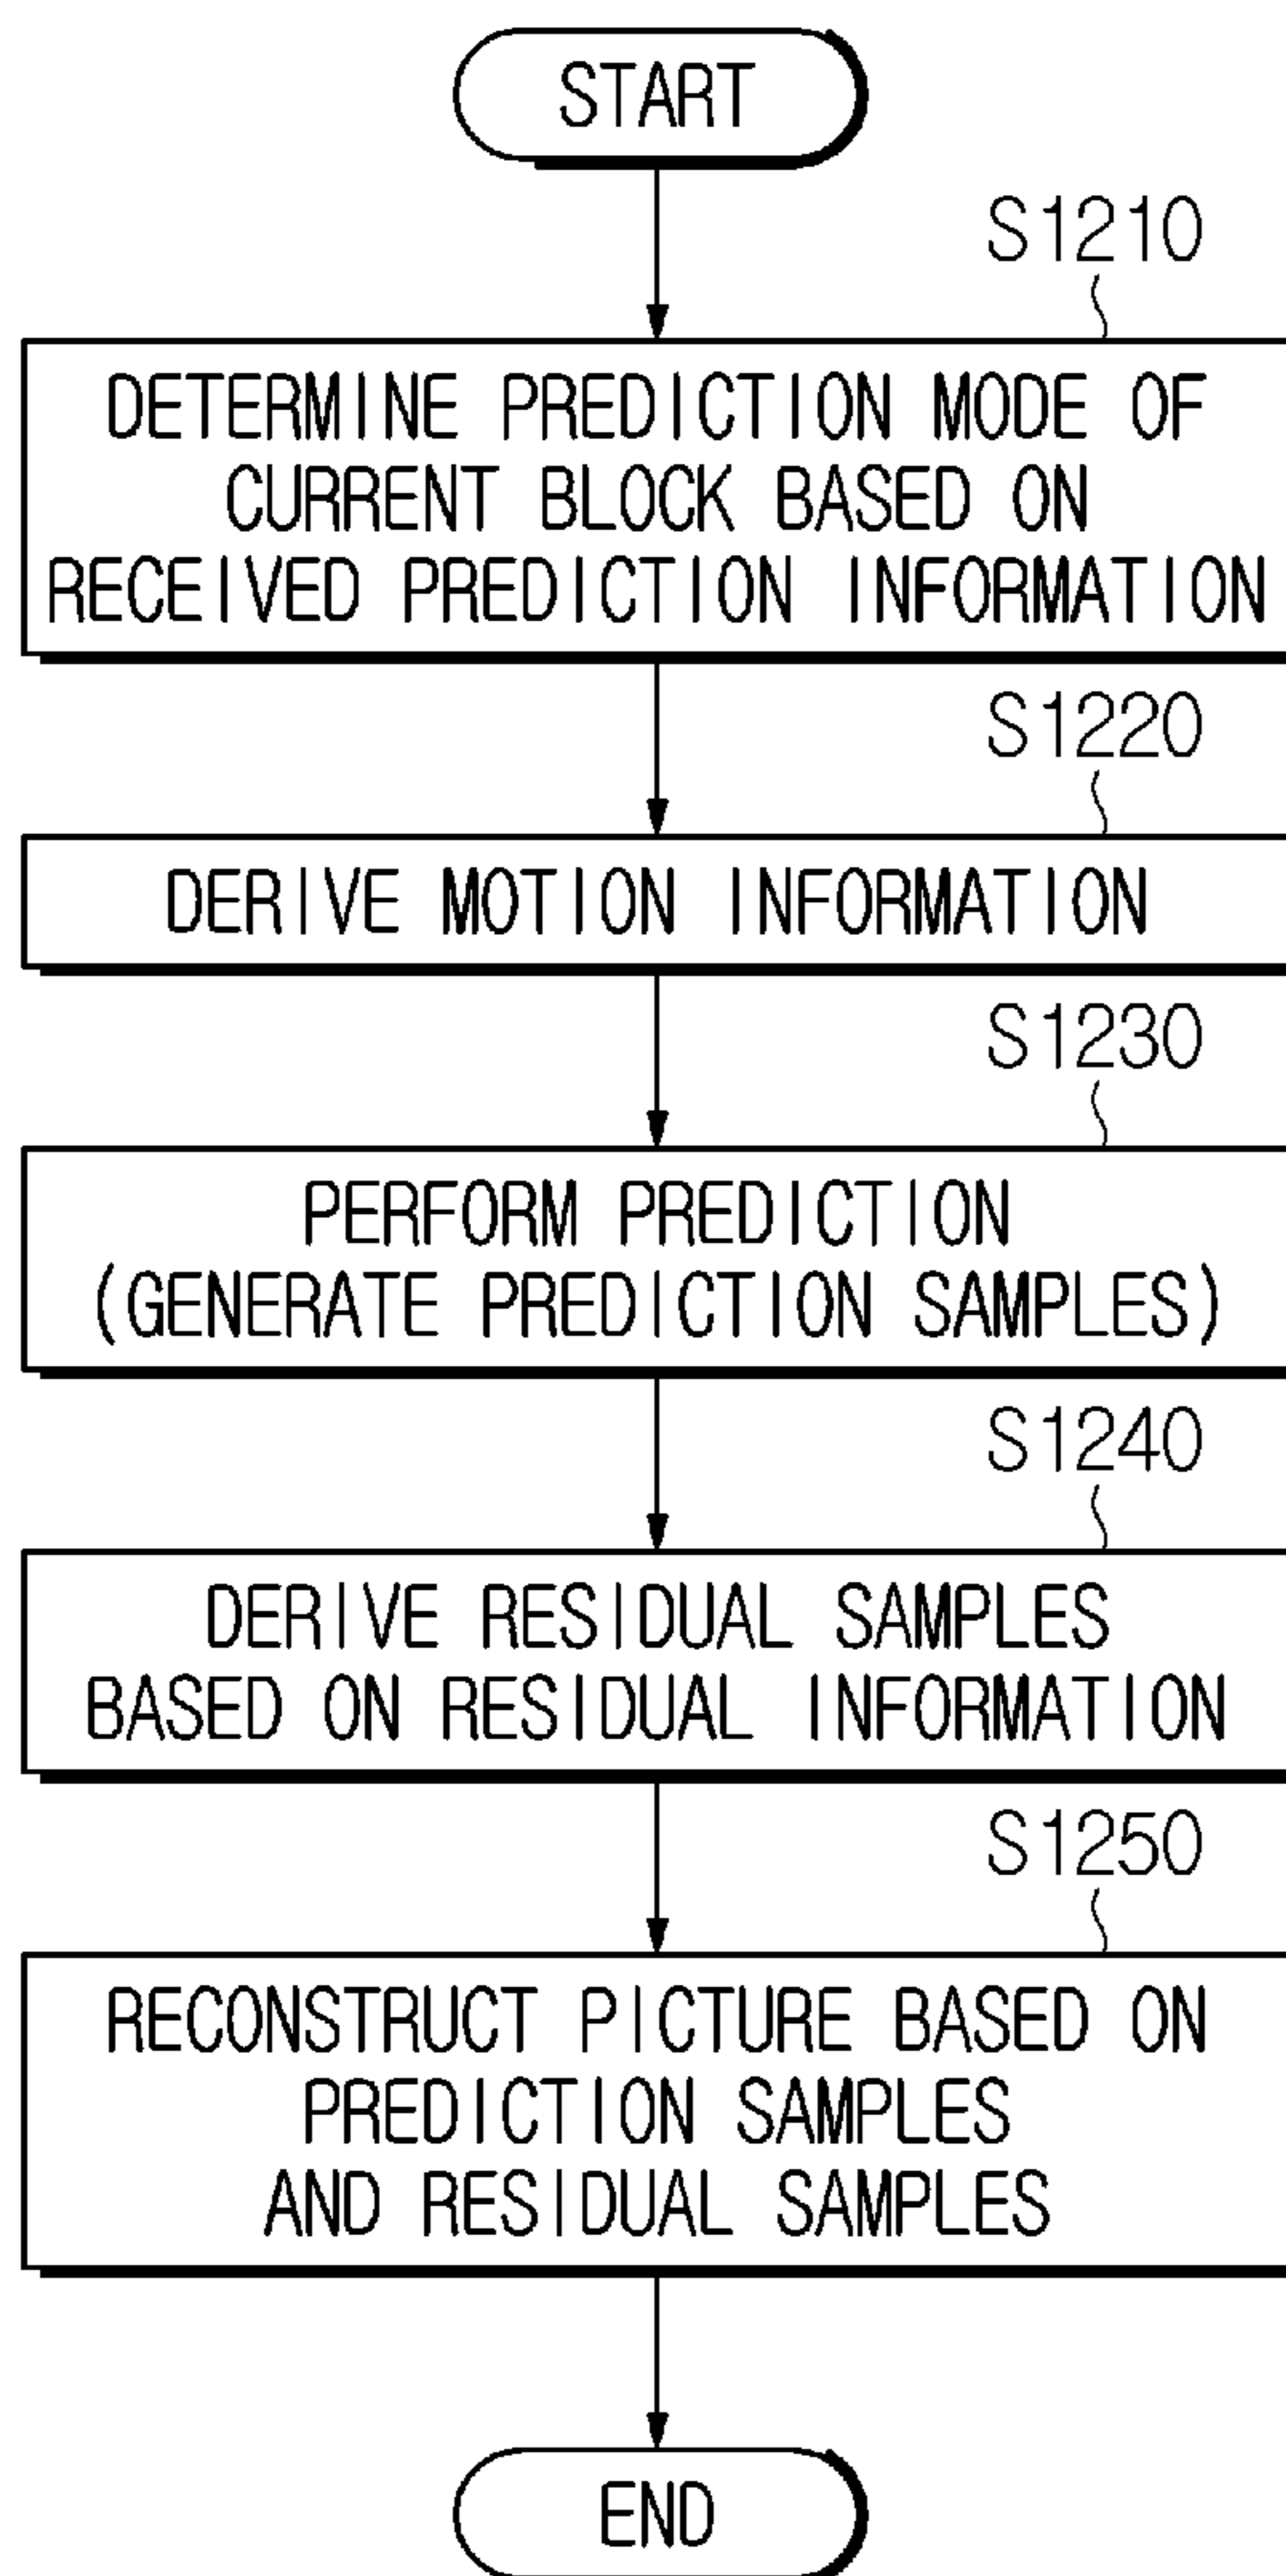 START
S1210
DETERMINE PREDICTION MODE OF
CURRENT BLOCK BASED ON
RECEIVED PREDICTION INFORMATION
S1220
DERIVE MOTION INFORMATION
S1230
PERFORM PREDICTION
(GENERATE PREDICTION SAMPLES)
S1240
DERIVE RESIDUAL SAMPLES
BASED ON RESIDUAL INFORMATION
S1250
RECONSTRUCT PICTURE BASED ON
PREDICTION SAMPLES
AND RESIDUAL SAMPLES
END